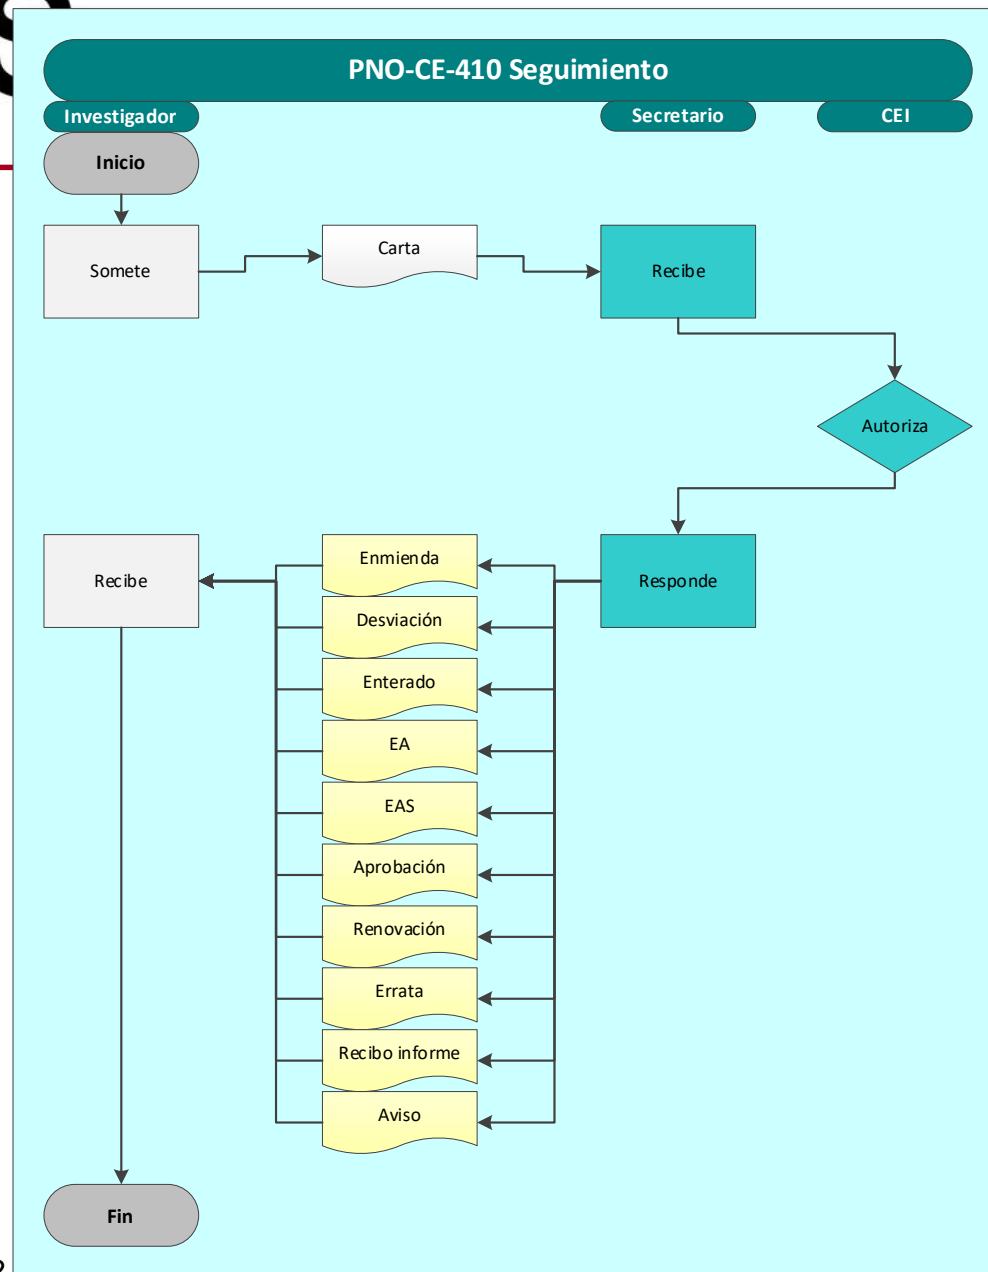 PNO-CE-410 Seguimiento
Investigador
Secretario
CEI
Inicio
Somete
Carta
Recibe
Autoriza
Recibe
Enmienda
Responde
Desviación
Enterado
EA
EAS
Aprobación
Renovación
Errata
Recibo informe
Aviso
Fin